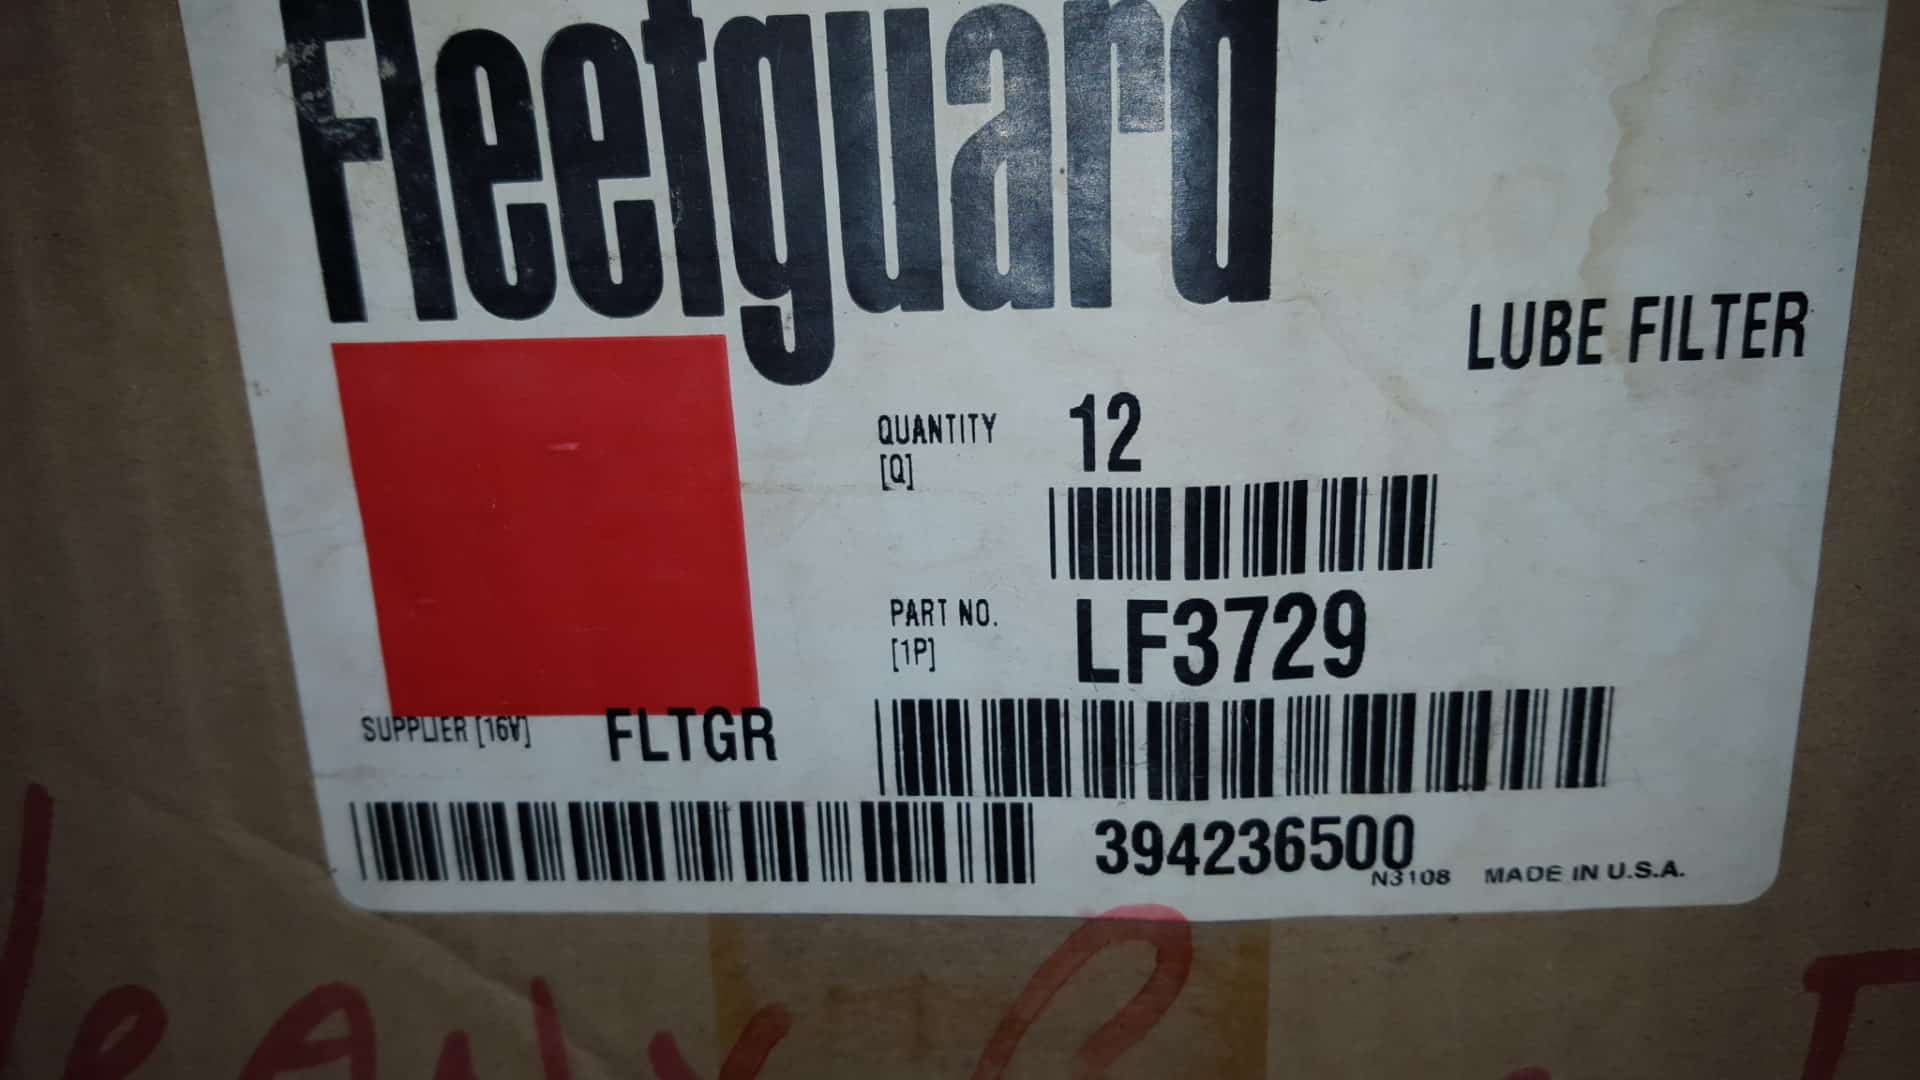 Fleetguard
LUBE FILTER
QUANTITY 12
[Q]
PART NO. LF3729
[1P]
SUPPLIER [16V] FLTGR
394236500
N3108 MADE IN U.S.A.